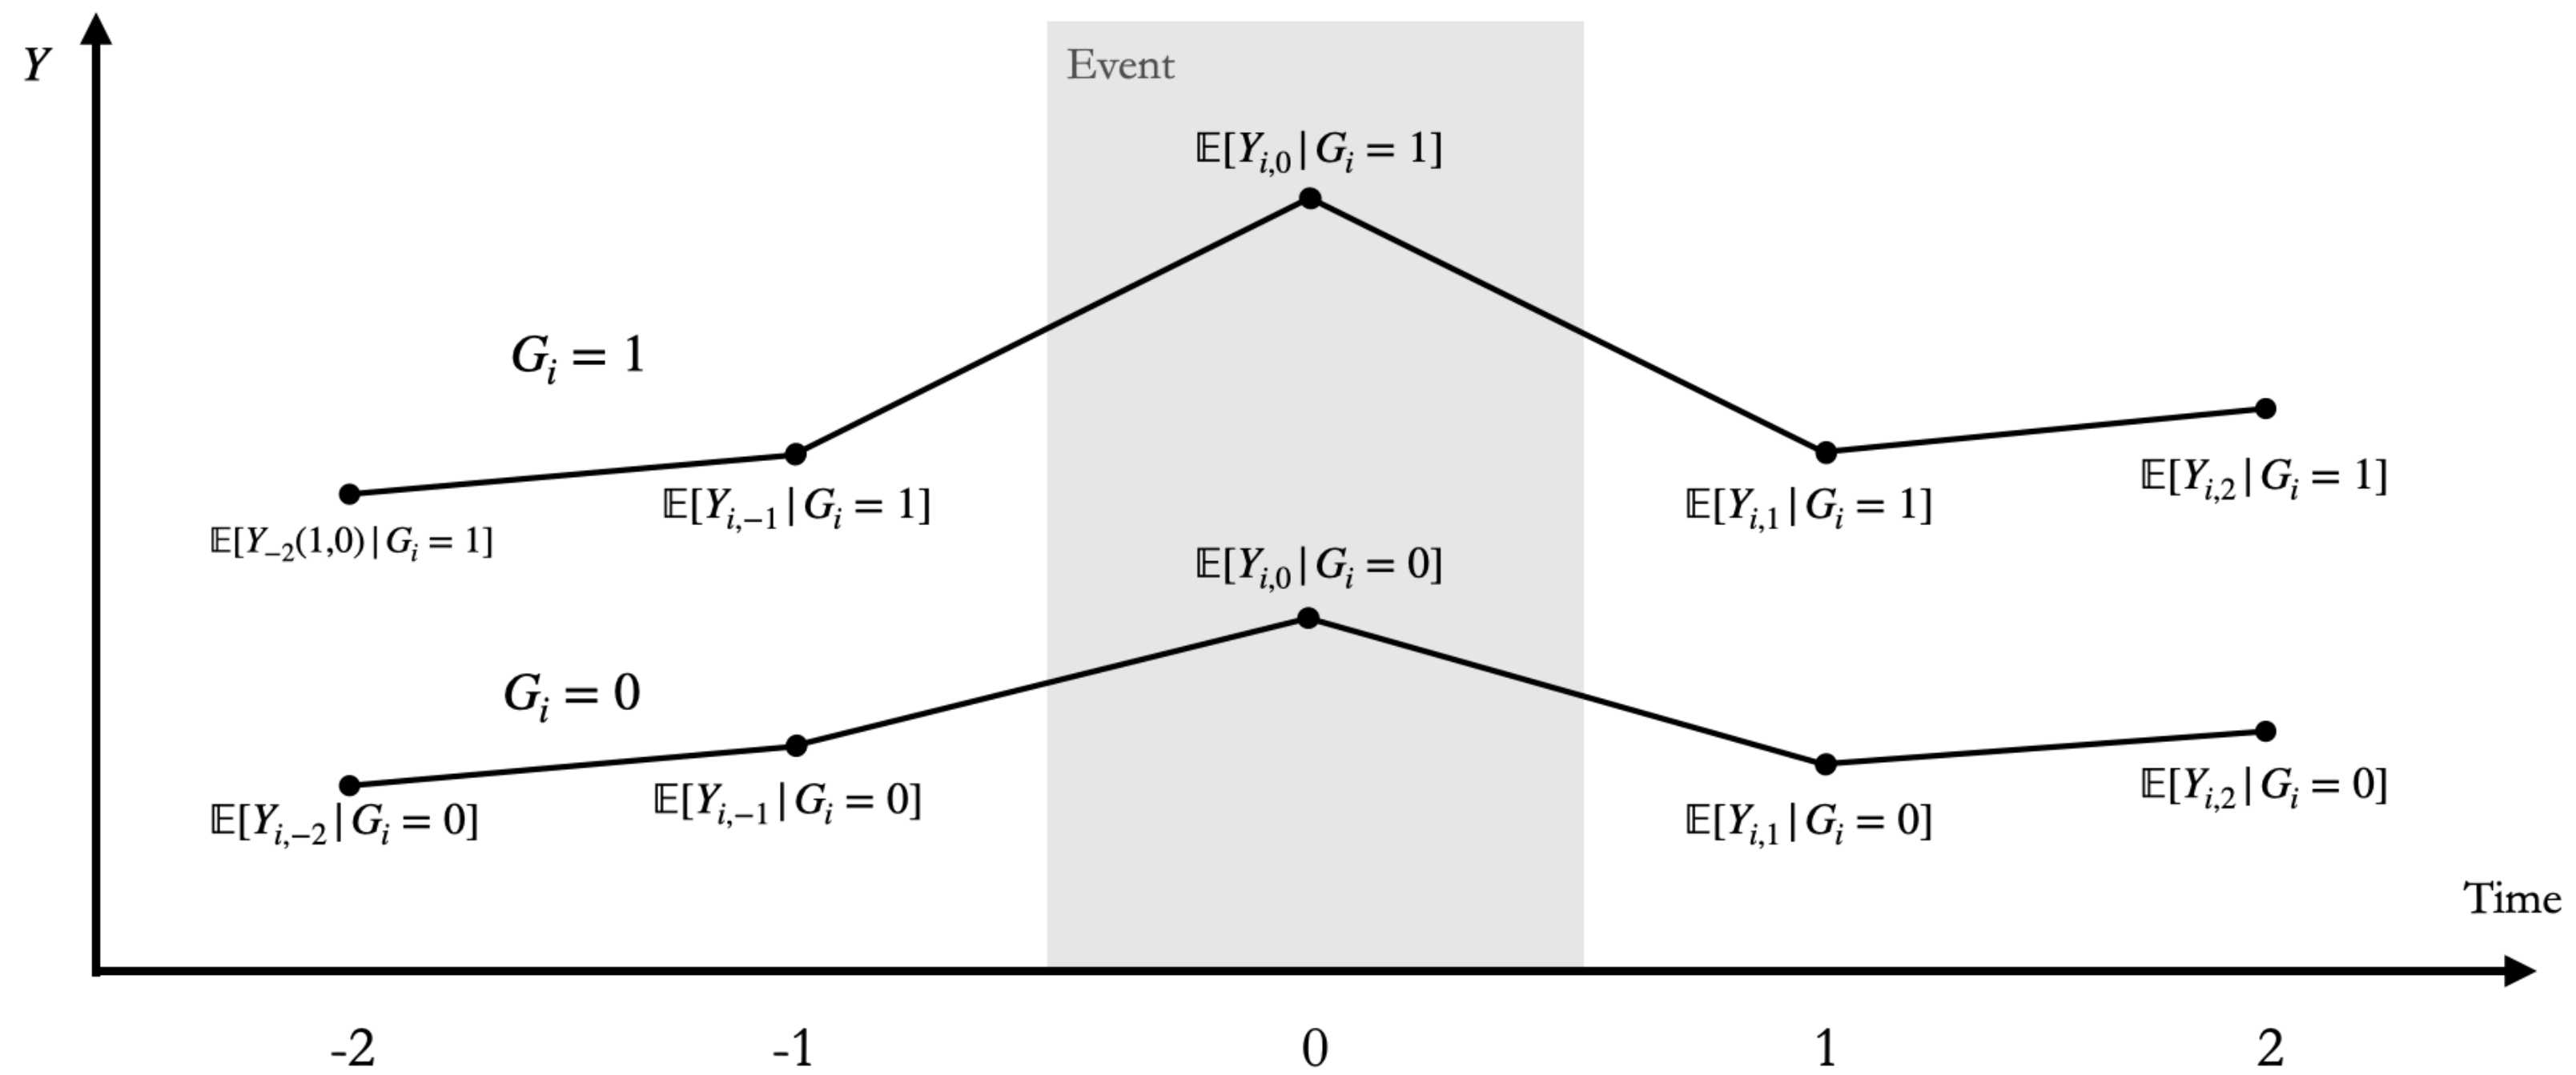 Y
Event
𝔼[Y_{i,0} | G_i = 1]
G_i = 1
𝔼[Y_{-2}(1,0) | G_i = 1]
𝔼[Y_{i,-1} | G_i = 1]
𝔼[Y_{i,1} | G_i = 1]
𝔼[Y_{i,2} | G_i = 1]
𝔼[Y_{i,0} | G_i = 0]
G_i = 0
𝔼[Y_{i,-2} | G_i = 0]
𝔼[Y_{i,-1} | G_i = 0]
𝔼[Y_{i,1} | G_i = 0]
𝔼[Y_{i,2} | G_i = 0]
Time
-2 -1 0 1 2